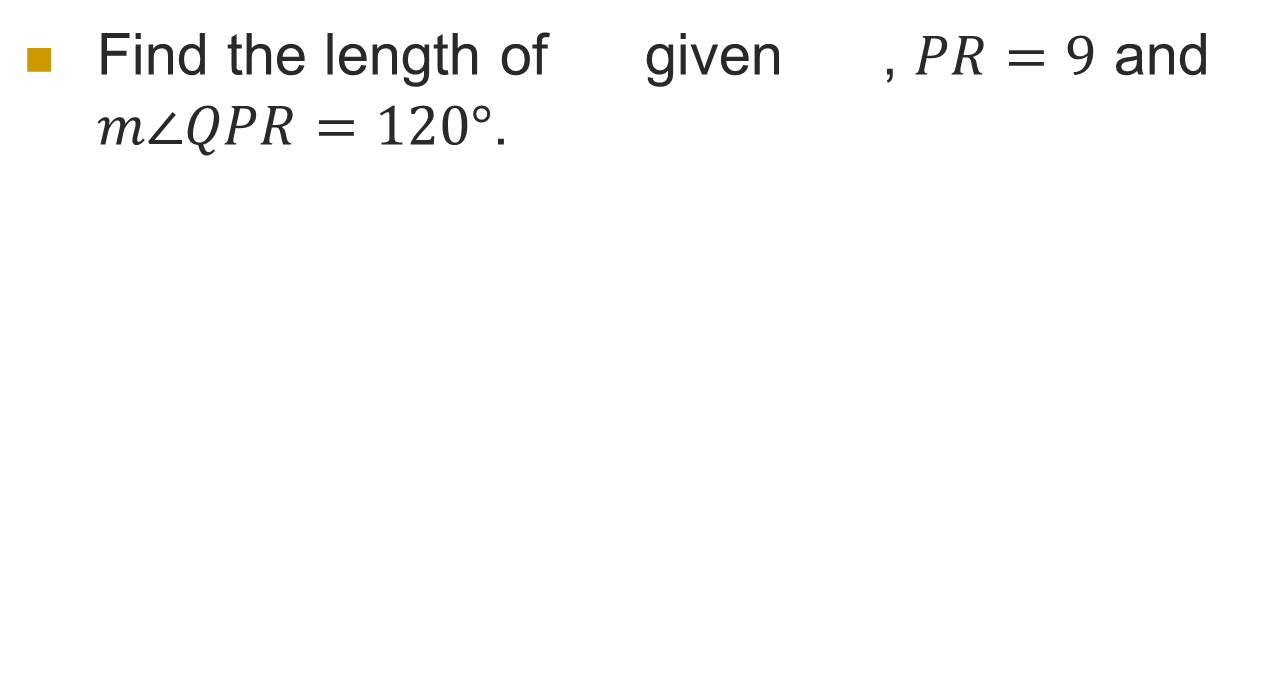 Find the length of given , 𝑃𝑅 = 9 and
𝑚∠𝑄𝑃𝑅 = 120°.